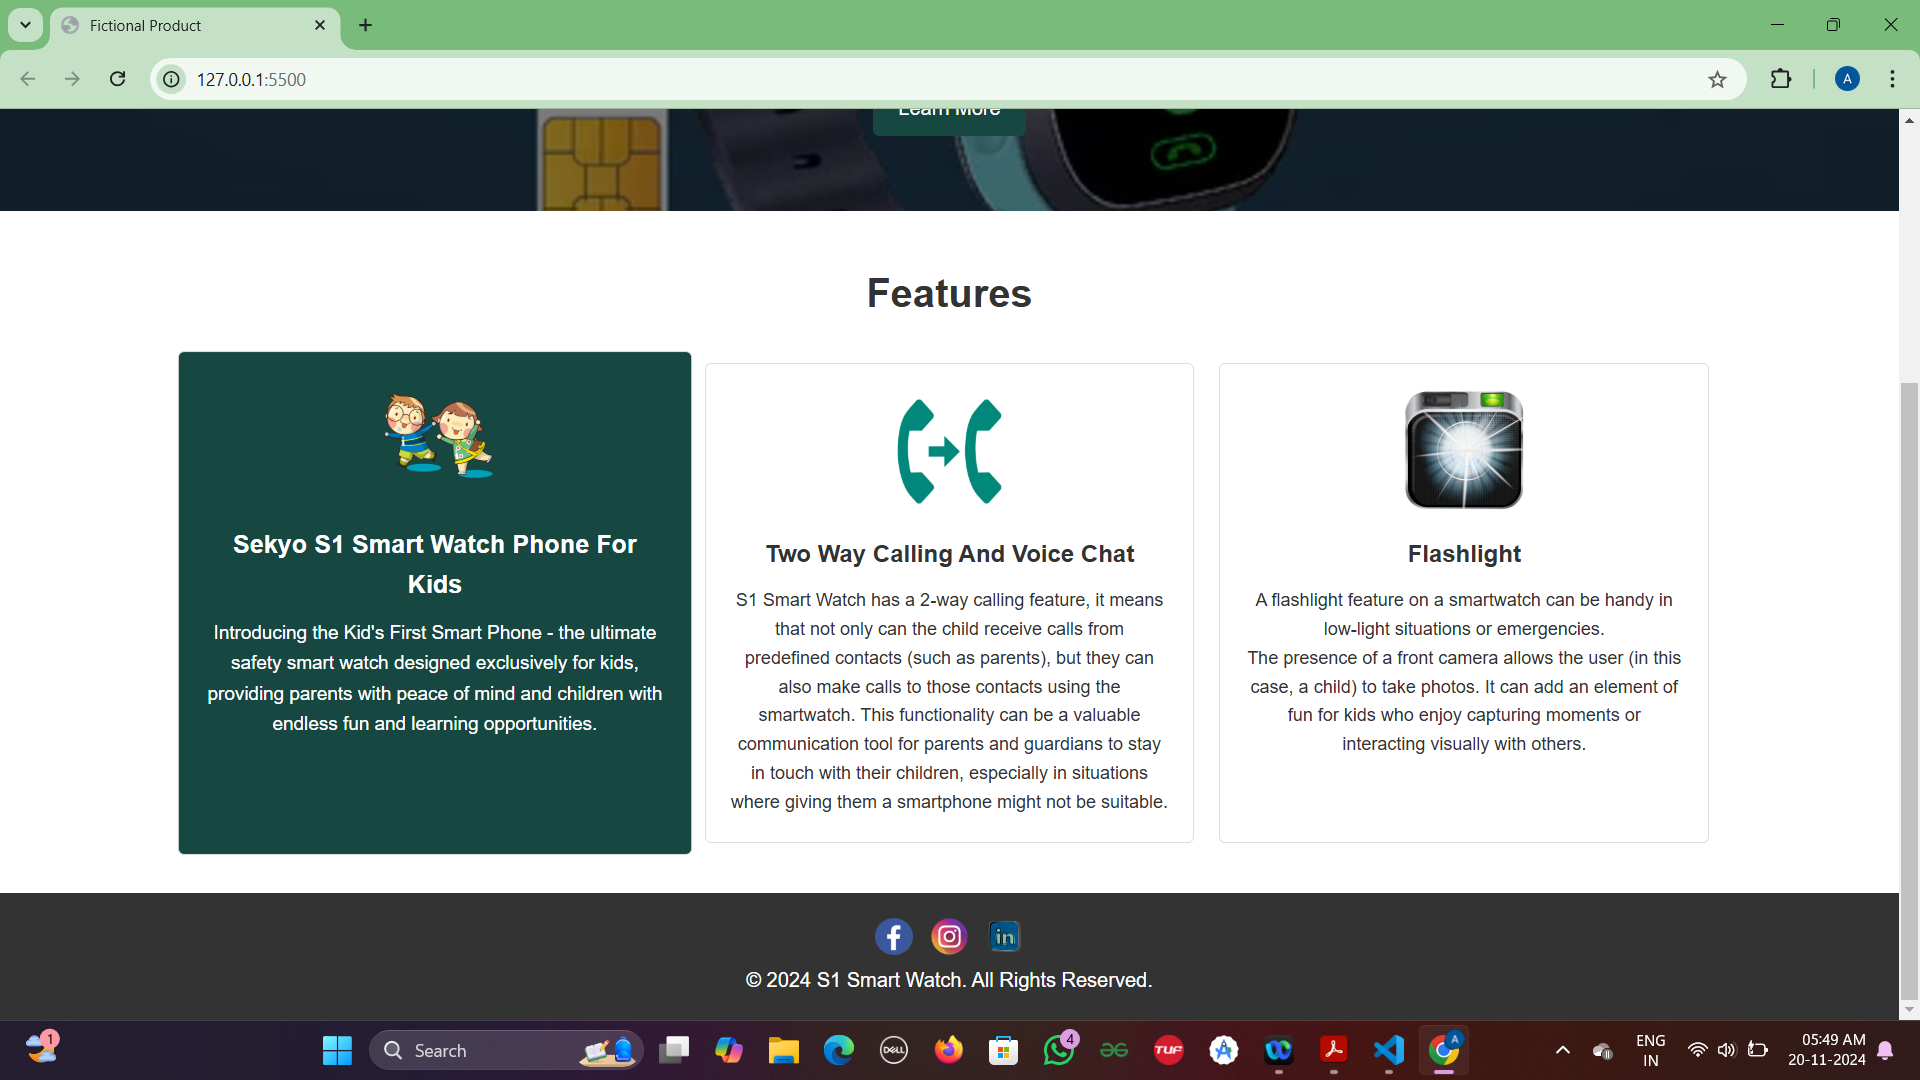 Fictional Product
127.0.0.1:5500
A
Learn More
Features
Sekyo S1 Smart Watch Phone For
Kids
Introducing the Kid's First Smart Phone - the ultimate
safety smart watch designed exclusively for kids,
providing parents with peace of mind and children with
endless fun and learning opportunities.
Two Way Calling And Voice Chat
S1 Smart Watch has a 2-way calling feature, it means
that not only can the child receive calls from
predefined contacts (such as parents), but they can
also make calls to those contacts using the
smartwatch. This functionality can be a valuable
communication tool for parents and guardians to stay
in touch with their children, especially in situations
where giving them a smartphone might not be suitable.
Flashlight
A flashlight feature on a smartwatch can be handy in
low-light situations or emergencies.
The presence of a front camera allows the user (in this
case, a child) to take photos. It can add an element of
fun for kids who enjoy capturing moments or
interacting visually with others.
f
in
© 2024 S1 Smart Watch. All Rights Reserved.
1
Search
DELL
4
TUF
A
ENG
IN
05:49 AM
20-11-2024